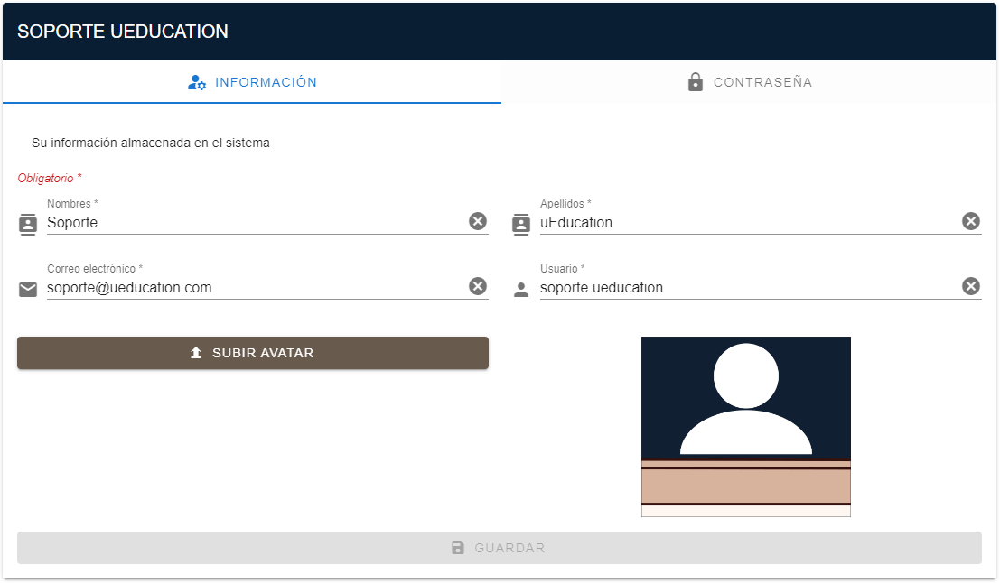 SOPORTE UEDUCATION
INFORMACIÓN
CONTRASEÑA
Su información almacenada en el sistema
Obligatorio *
Nombres *
Soporte
Apellidos *
uEducation
Correo electrónico *
soporte@ueducation.com
Usuario *
soporte.ueducation
SUBIR AVATAR
GUARDAR